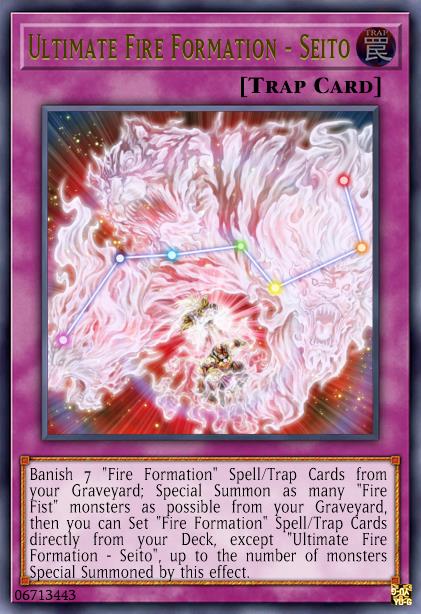 ULTIMATE FIRE FORMATION - SEITO
TRAP
罠
[TRAP CARD]
Banish 7 "Fire Formation" Spell/Trap Cards from
your Graveyard; Special Summon as many "Fire
Fist" monsters as possible from your Graveyard,
then you can Set "Fire Formation" Spell/Trap Cards
directly from your Deck, except "Ultimate Fire
Formation - Seito", up to the number of monsters
Special Summoned by this effect.
06713443